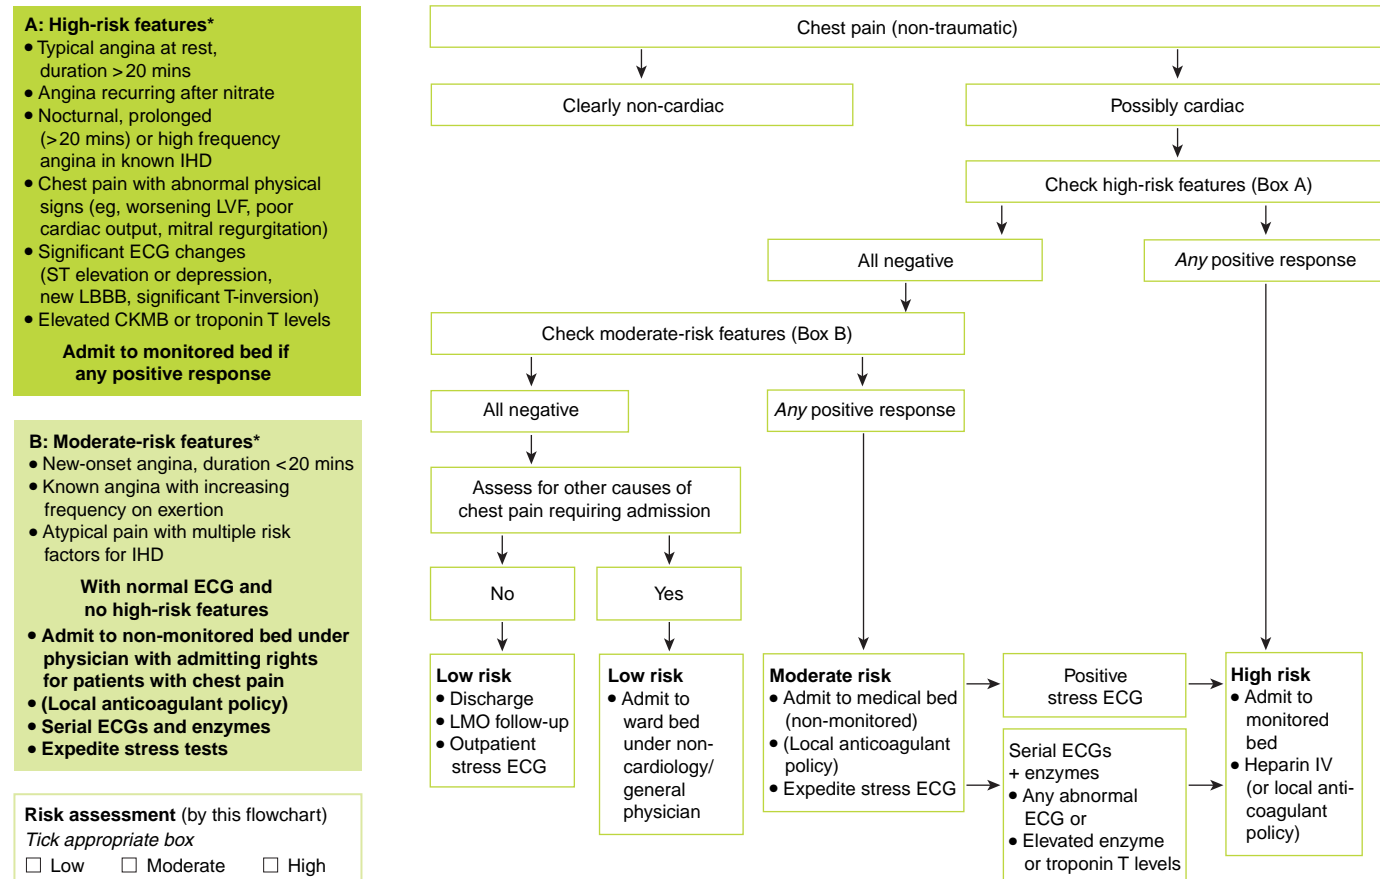 A: High-risk features*
• Typical angina at rest,
duration >20 mins
• Angina recurring after nitrate
• Nocturnal, prolonged
(>20 mins) or high frequency
angina in known IHD
• Chest pain with abnormal physical
signs (eg, worsening LVF, poor
cardiac output, mitral regurgitation)
• Significant ECG changes
(ST elevation or depression,
new LBBB, significant T-inversion)
• Elevated CKMB or troponin T levels
Admit to monitored bed if
any positive response
B: Moderate-risk features*
• New-onset angina, duration <20 mins
• Known angina with increasing
frequency on exertion
• Atypical pain with multiple risk
factors for IHD
With normal ECG and
no high-risk features
• Admit to non-monitored bed under
physician with admitting rights
for patients with chest pain
• (Local anticoagulant policy)
• Serial ECGs and enzymes
• Expedite stress tests
Risk assessment (by this flowchart)
Tick appropriate box
☐ Low ☐ Moderate ☐ High
Chest pain (non-traumatic)
Clearly non-cardiac
Possibly cardiac
Check high-risk features (Box A)
All negative
Any positive response
Check moderate-risk features (Box B)
All negative
Any positive response
Assess for other causes of
chest pain requiring admission
No
Yes
Low risk
• Discharge
• LMO follow-up
• Outpatient
stress ECG
Low risk
• Admit to
ward bed
under non-
cardiology/
general
physician
Moderate risk
• Admit to medical bed
(non-monitored)
• (Local anticoagulant
policy)
• Expedite stress ECG
Positive
stress ECG
Serial ECGs
+ enzymes
• Any abnormal
ECG or
• Elevated enzyme
or troponin T levels
High risk
• Admit to
monitored
bed
• Heparin IV
(or local anti-
coagulant
policy)